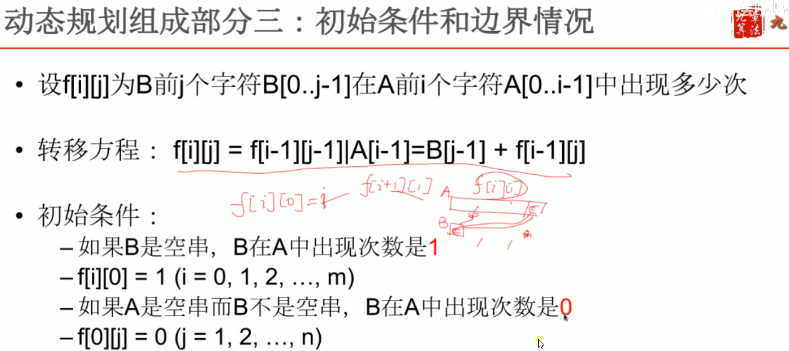 动态规划组成部分三：初始条件和边界情况
九
• 设f[i][j]为B前j个字符B[0..j-1]在A前i个字符A[0..i-1]中出现多少次
• 转移方程：f[i][j] = f[i-1][j-1]|A[i-1]=B[j-1] + f[i-1][j]
f[i][0]=
f[i+1][1]
f[i][j]
A
B
• 初始条件：
– 如果B是空串，B在A中出现次数是1
– f[i][0] = 1 (i = 0, 1, 2, …, m)
– 如果A是空串而B不是空串，B在A中出现次数是0
– f[0][j] = 0 (j = 1, 2, …, n)